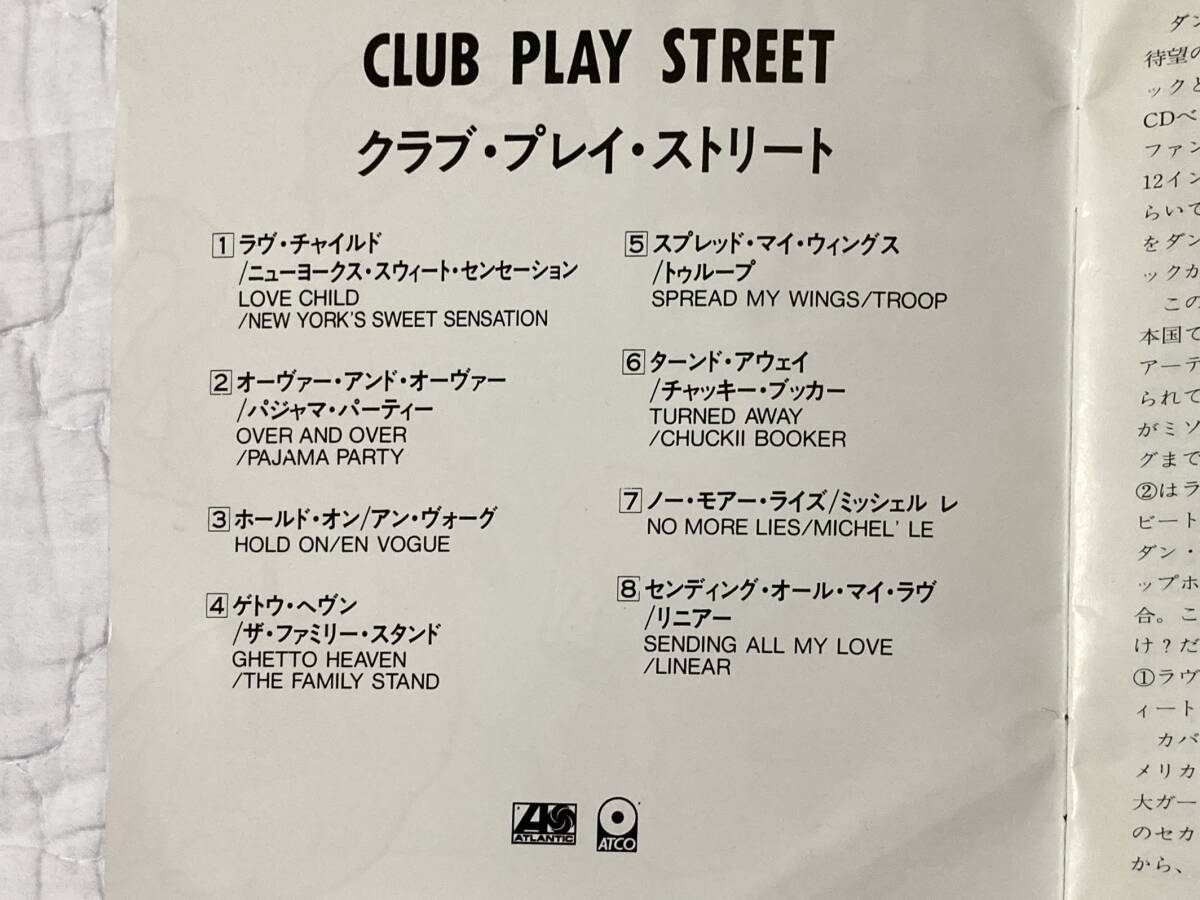 CLUB PLAY STREET
クラブ・プレイ・ストリート
1 ラヴ・チャイルド
/ニューヨークス・スウィート・センセーション
LOVE CHILD
/NEW YORK'S SWEET SENSATION
2 オーヴァー・アンド・オーヴァー
/パジャマ・パーティー
OVER AND OVER
/PAJAMA PARTY
3 ホールド・オン/アン・ヴォーグ
HOLD ON/EN VOGUE
4 ゲトウ・ヘヴン
/ザ・ファミリー・スタンド
GHETTO HEAVEN
/THE FAMILY STAND
5 スプレッド・マイ・ウィングス
/トゥループ
SPREAD MY WINGS/TROOP
6 ターンド・アウェイ
/チャッキー・ブッカー
TURNED AWAY
/CHUCKII BOOKER
7 ノー・モアー・ライズ/ミッシェル レ
NO MORE LIES/MICHEL' LE
8 センディング・オール・マイ・ラヴ
/リニアー
SENDING ALL MY LOVE
/LINEAR
ATLANTIC
ATCO
ダン
待望の
ックと
CDベ
ファン
12イン
らいて
をダン
ックか
この
本国で
アーテ
られて
がミソ
グまで
②はラ
ビート
ダン・
ップホ
合。こ
け？だ
①ラヴ
ィート
カバ
メリカ
大ガー
のセカ
から、